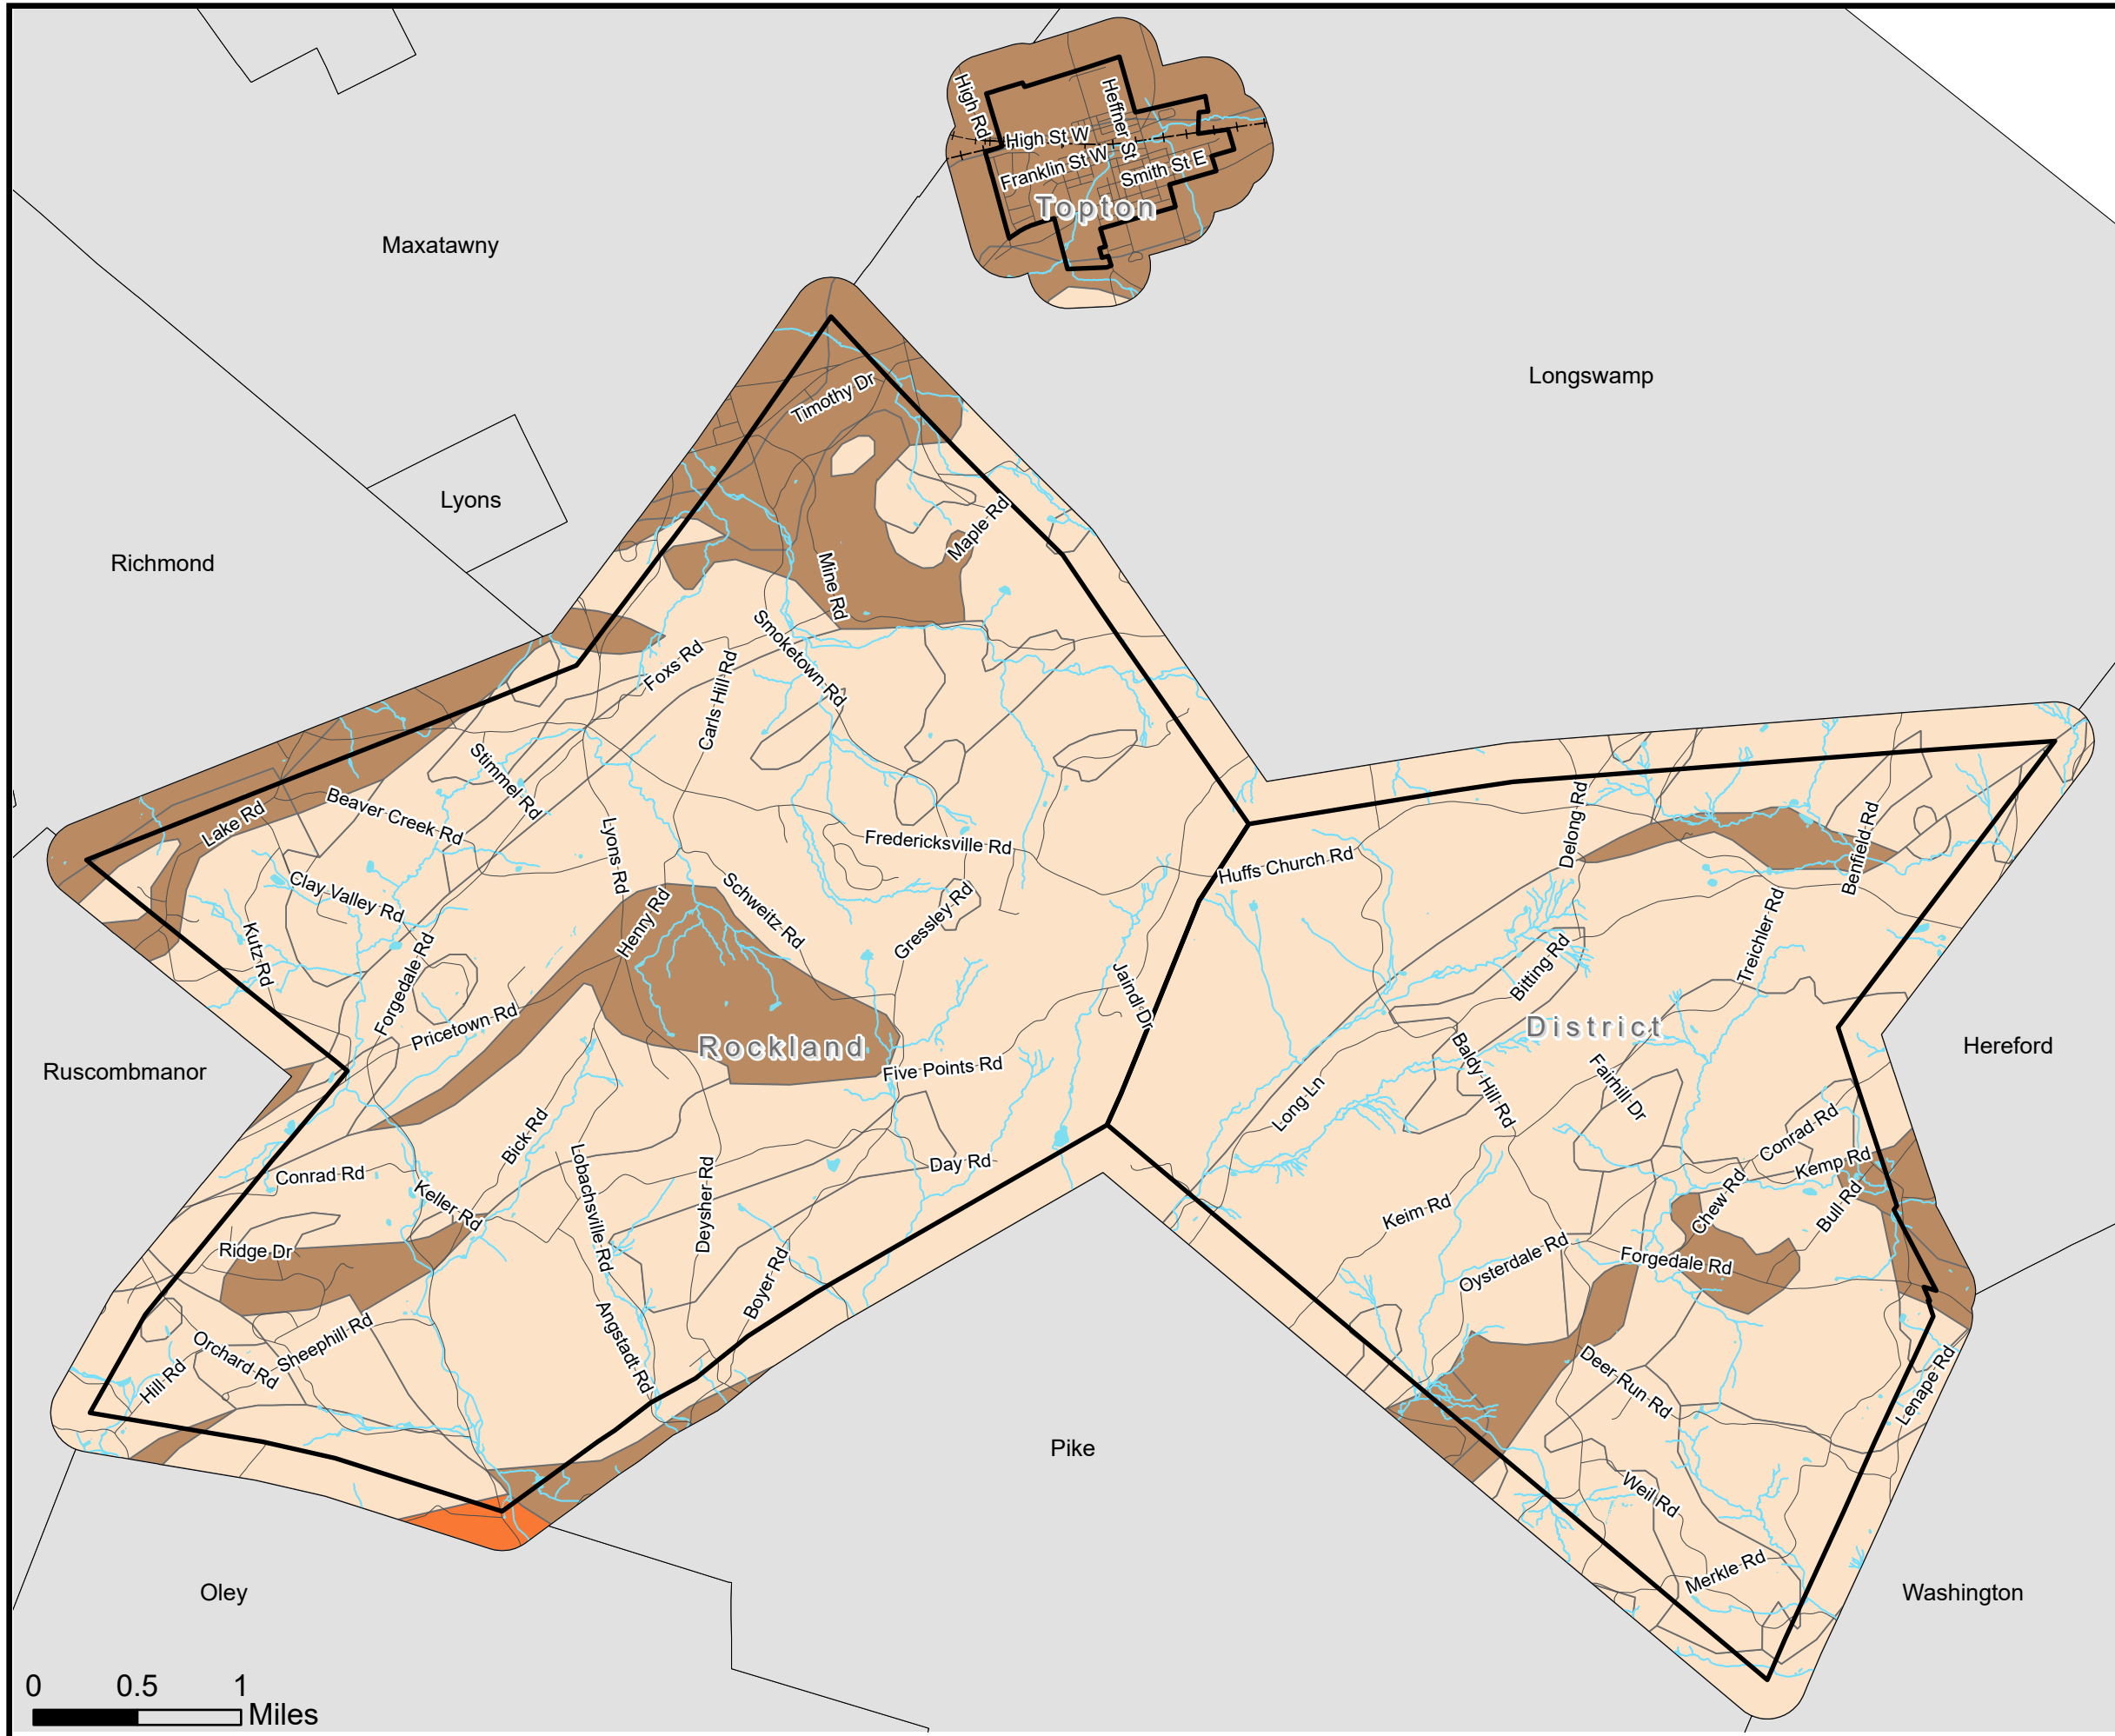 High Rd
Heffner St
High St W
Franklin St W
Smith St E
Topton
Maxatawny
Longswamp
Timothy Dr
Lyons
Maple Rd
Richmond
Mine Rd
Smoketown Rd
Foxs Rd
Carls Hill Rd
Stimmel Rd
Beaver Creek Rd
Lake Rd
Delong Rd
Fredericksville Rd
Benfield Rd
Lyons Rd
Huffs Church Rd
Clay Valley Rd
Schweitz Rd
Henry Rd
Gressley Rd
Treichler Rd
Kutz Rd
Forgedale Rd
Bitting Rd
Jaindl Dr
Pricetown Rd
Rockland
District
Hereford
Ruscombmanor
Five Points Rd
Baldy Hill Rd
Fairhill Dr
Long Ln
Bick Rd
Conrad Rd
Conrad Rd
Day Rd
Kemp Rd
Lobachsville Rd
Deysher Rd
Keller Rd
Chew Rd
Bull Rd
Keim Rd
Ridge Dr
Oysterdale Rd
Forgedale Rd
Boyer Rd
Sheephill Rd
Orchard Rd
Hill Rd
Angstadt Rd
Deer Run Rd
Lenape Rd
Pike
Weil Rd
Merkle Rd
Oley
Washington
0 0.5 1
Miles